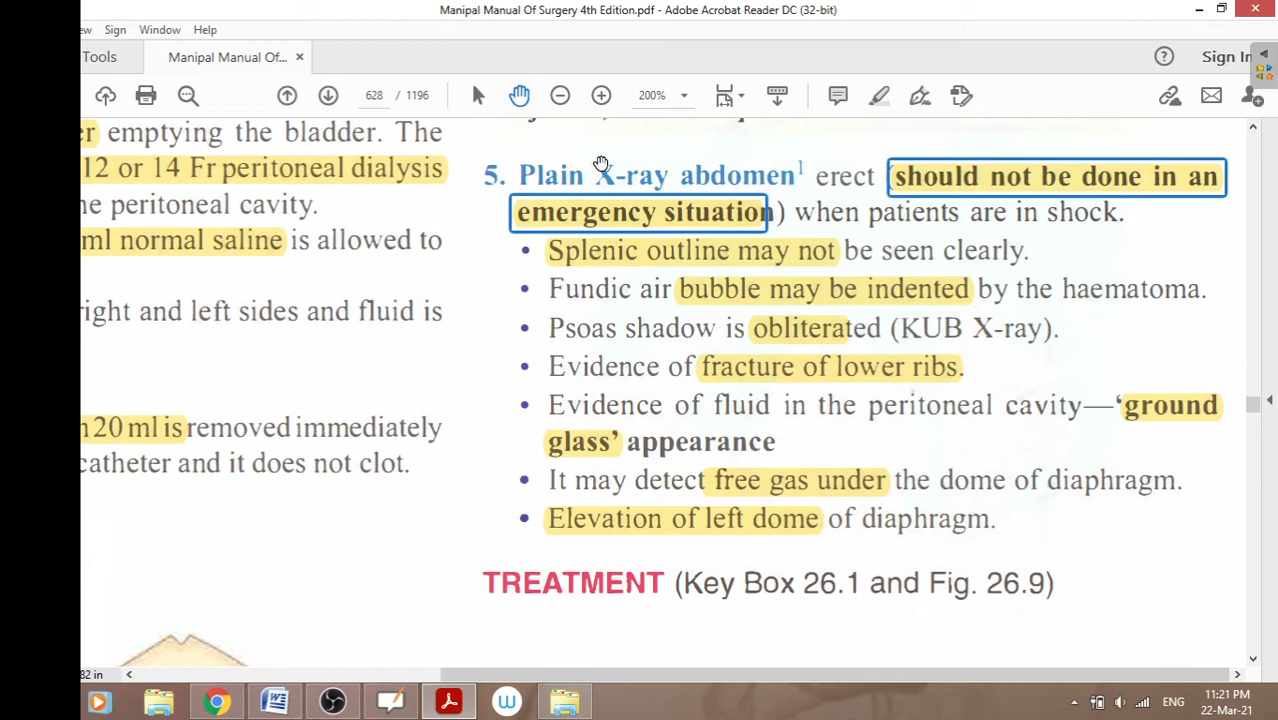 Manipal Manual Of Surgery 4th Edition.pdf - Adobe Acrobat Reader DC (32-bit)
ew Sign Window Help
Tools Manipal Manual Of... × Sign In
628 / 1196 200%
er emptying the bladder. The
12 or 14 Fr peritoneal dialysis
ne peritoneal cavity.
ml normal saline is allowed to
right and left sides and fluid is
n 20 ml is removed immediately
catheter and it does not clot.
5. Plain X-ray abdomen1 erect (should not be done in an
emergency situation) when patients are in shock.
• Splenic outline may not be seen clearly.
• Fundic air bubble may be indented by the haematoma.
• Psoas shadow is obliterated (KUB X-ray).
• Evidence of fracture of lower ribs.
• Evidence of fluid in the peritoneal cavity—‘ground
glass’ appearance
• It may detect free gas under the dome of diaphragm.
• Elevation of left dome of diaphragm.
TREATMENT (Key Box 26.1 and Fig. 26.9)
82 in
ENG
11:21 PM
22-Mar-21